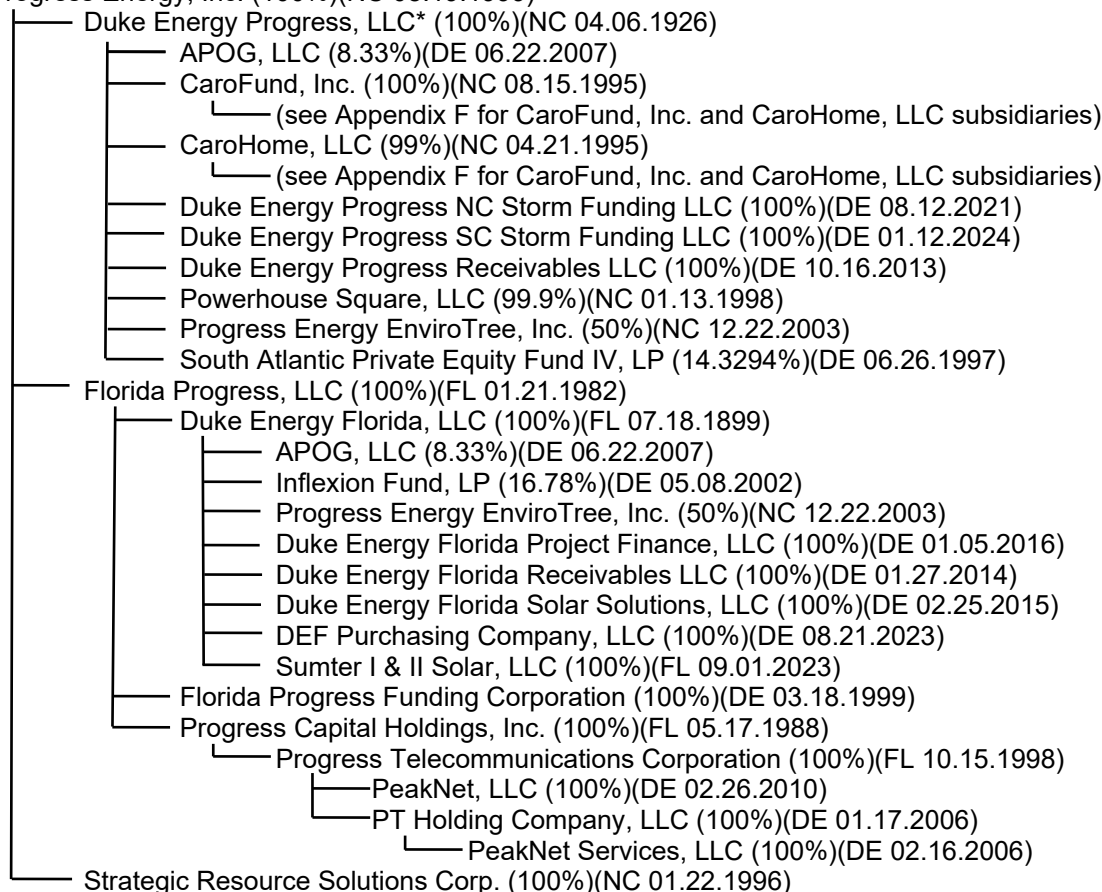 Duke Energy Progress, LLC* (100%)(NC 04.06.1926)
APOG, LLC (8.33%)(DE 06.22.2007)
CaroFund, Inc. (100%)(NC 08.15.1995)
(see Appendix F for CaroFund, Inc. and CaroHome, LLC subsidiaries)
CaroHome, LLC (99%)(NC 04.21.1995)
(see Appendix F for CaroFund, Inc. and CaroHome, LLC subsidiaries)
Duke Energy Progress NC Storm Funding LLC (100%)(DE 08.12.2021)
Duke Energy Progress SC Storm Funding LLC (100%)(DE 01.12.2024)
Duke Energy Progress Receivables LLC (100%)(DE 10.16.2013)
Powerhouse Square, LLC (99.9%)(NC 01.13.1998)
Progress Energy EnviroTree, Inc. (50%)(NC 12.22.2003)
South Atlantic Private Equity Fund IV, LP (14.3294%)(DE 06.26.1997)
Florida Progress, LLC (100%)(FL 01.21.1982)
Duke Energy Florida, LLC (100%)(FL 07.18.1899)
APOG, LLC (8.33%)(DE 06.22.2007)
Inflexion Fund, LP (16.78%)(DE 05.08.2002)
Progress Energy EnviroTree, Inc. (50%)(NC 12.22.2003)
Duke Energy Florida Project Finance, LLC (100%)(DE 01.05.2016)
Duke Energy Florida Receivables LLC (100%)(DE 01.27.2014)
Duke Energy Florida Solar Solutions, LLC (100%)(DE 02.25.2015)
DEF Purchasing Company, LLC (100%)(DE 08.21.2023)
Sumter I & II Solar, LLC (100%)(FL 09.01.2023)
Florida Progress Funding Corporation (100%)(DE 03.18.1999)
Progress Capital Holdings, Inc. (100%)(FL 05.17.1988)
Progress Telecommunications Corporation (100%)(FL 10.15.1998)
PeakNet, LLC (100%)(DE 02.26.2010)
PT Holding Company, LLC (100%)(DE 01.17.2006)
PeakNet Services, LLC (100%)(DE 02.16.2006)
Strategic Resource Solutions Corp. (100%)(NC 01.22.1996)